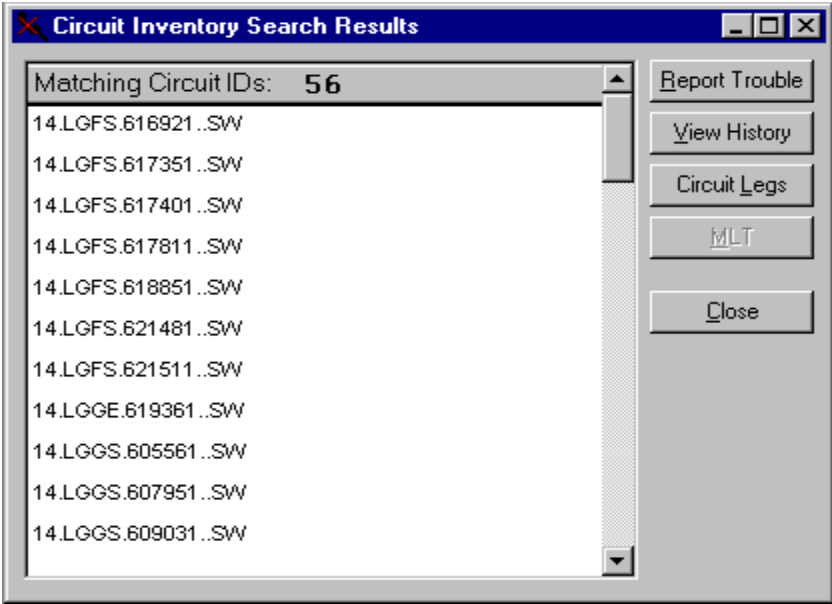 Circuit Inventory Search Results
Matching Circuit IDs: 56
14.LGFS.616921..SW
14.LGFS.617351..SW
14.LGFS.617401..SW
14.LGFS.617811..SW
14.LGFS.618851..SW
14.LGFS.621481..SW
14.LGFS.621511..SW
14.LGGE.619361..SW
14.LGGS.605561..SW
14.LGGS.607951..SW
14.LGGS.609031..SW
Report Trouble
View History
Circuit Legs
MLT
Close